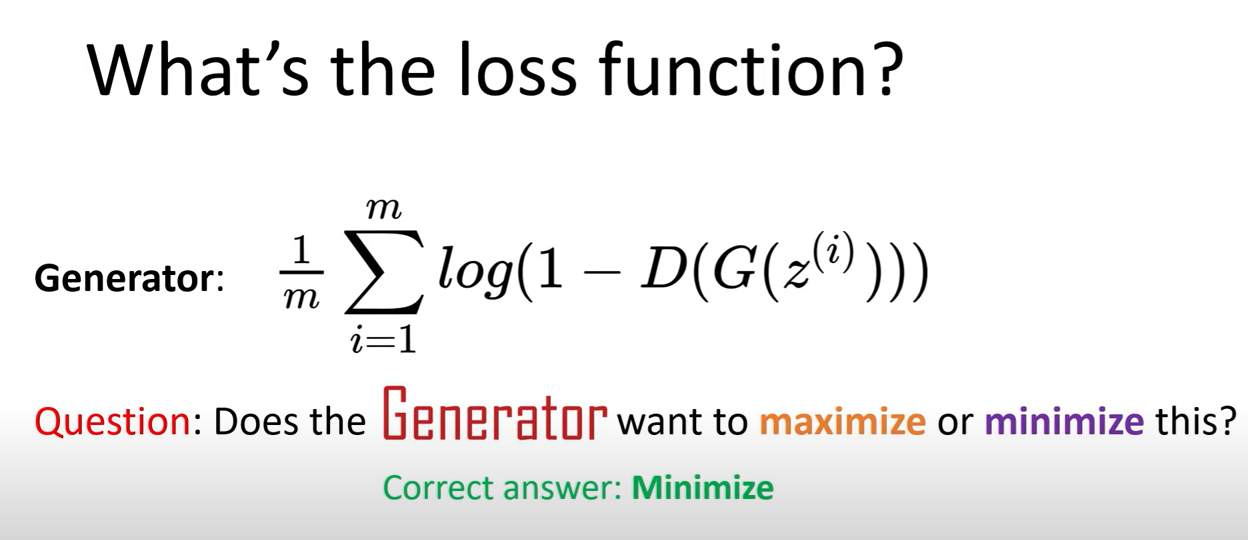 What's the loss function?
Generator: \frac{1}{m} \sum_{i=1}^{m} log(1 - D(G(z^{(i)})))
Question: Does the Generator want to maximize or minimize this?
Correct answer: Minimize